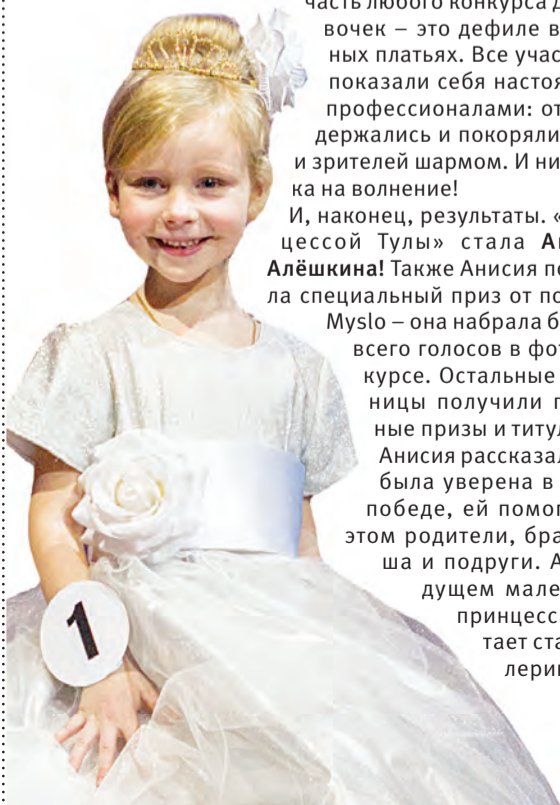 часть любого конкурса д
вочек – это дефиле в
ных платьях. Все учас
показали себя настоя
профессионалами: от
держались и покоряли
и зрителей шармом. И ни
ка на волнение!
И, наконец, результаты. «
цессой Тулы» стала А
Алёшкина! Также Анисия по
ла специальный приз от по
Myslo – она набрала б
всего голосов в фот
курсе. Остальные
ницы получили п
ные призы и титул
Анисия рассказал
была уверена в
победе, ей помог
этом родители, бра
ша и подруги. А
дущем мале
принцесс
тает ста
лери
1